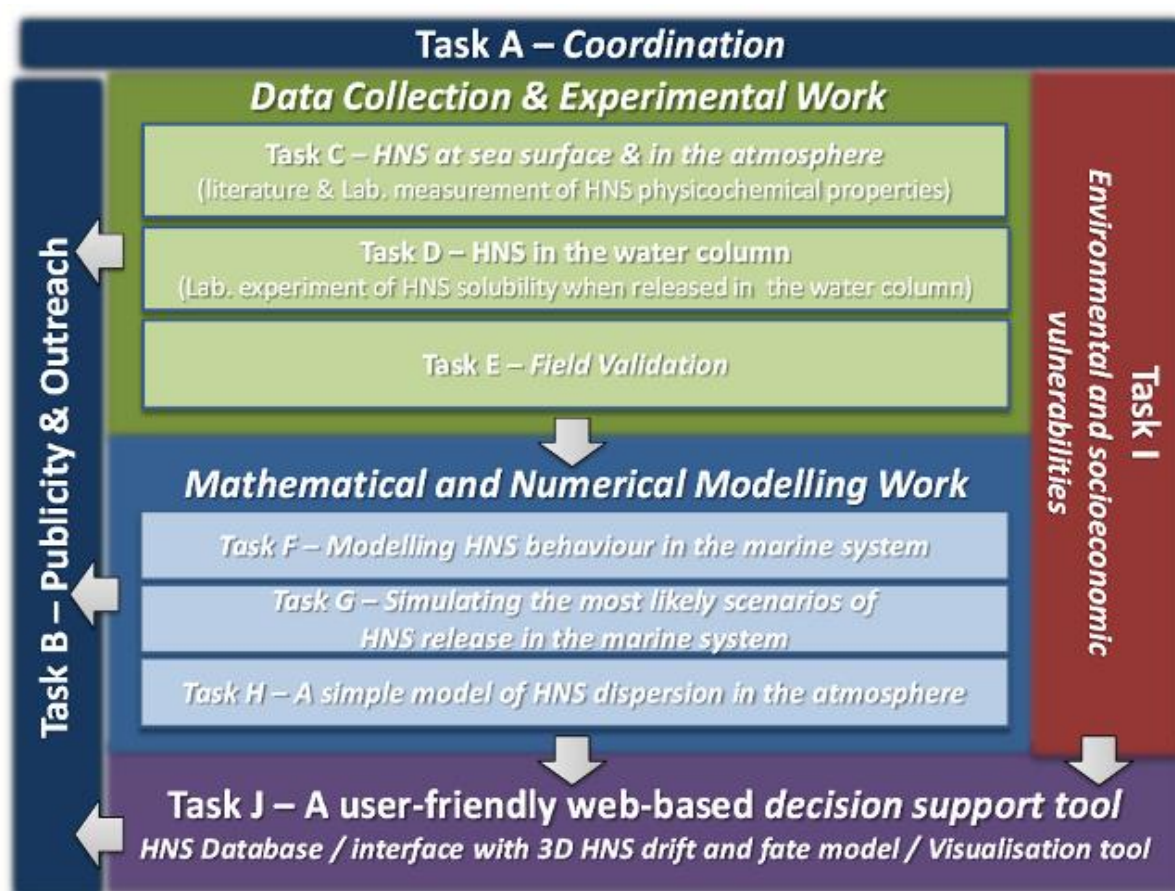 Task A – Coordination
Data Collection & Experimental Work
Task C – HNS at sea surface & in the atmosphere
(literature & Lab. measurement of HNS physicochemical properties)
Task D – HNS in the water column
(Lab. experiment of HNS solubility when released in the water column)
Task E – Field Validation
Mathematical and Numerical Modelling Work
Task F – Modelling HNS behaviour in the marine system
Task G – Simulating the most likely scenarios of
HNS release in the marine system
Task H – A simple model of HNS dispersion in the atmosphere
Task B – Publicity & Outreach
Task I
Environmental and socioeconomic
vulnerabilities
Task J – A user-friendly web-based decision support tool
HNS Database / interface with 3D HNS drift and fate model / Visualisation tool